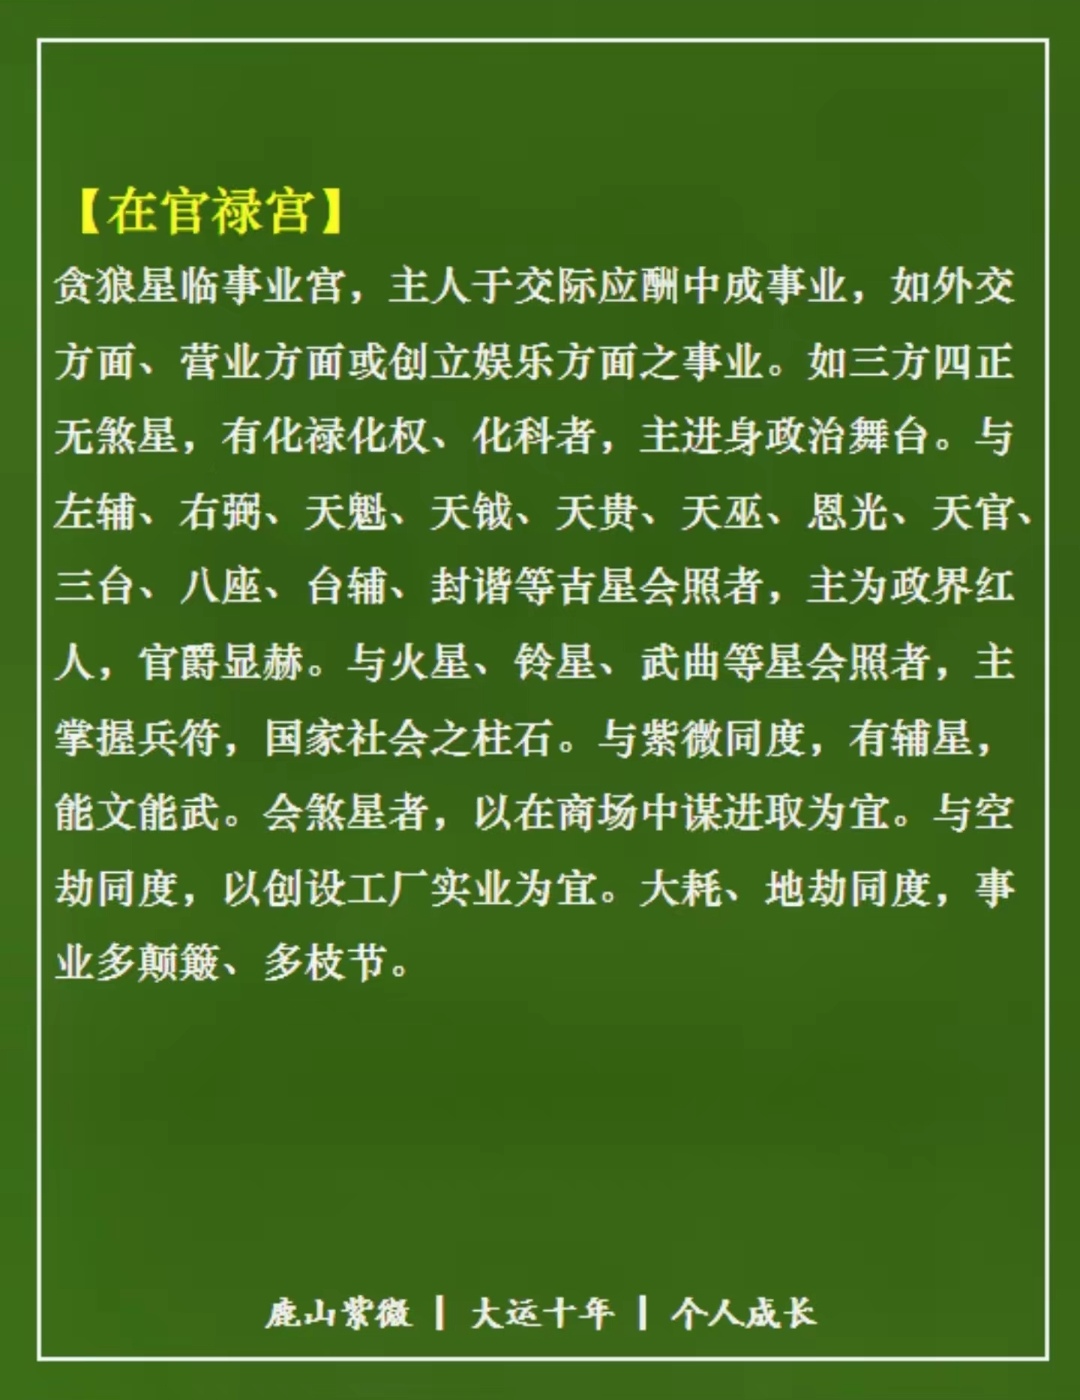 【在官禄宫】
贪狼星临事业宫，主人于交际应酬中成事业，如外交
方面、营业方面或创立娱乐方面之事业。如三方四正
无煞星，有化禄化权、化科者，主进身政治舞台。与
左辅、右弼、天魁、天钺、天贵、天巫、恩光、天官、
三台、八座、台辅、封谐等吉星会照者，主为政界红
人，官爵显赫。与火星、铃星、武曲等星会照者，主
掌握兵符，国家社会之柱石。与紫微同度，有辅星，
能文能武。会煞星者，以在商场中谋进取为宜。与空
劫同度，以创设工厂实业为宜。大耗、地劫同度，事
业多颠簸、多枝节。
鹿山紫微 | 大运十年 | 个人成长